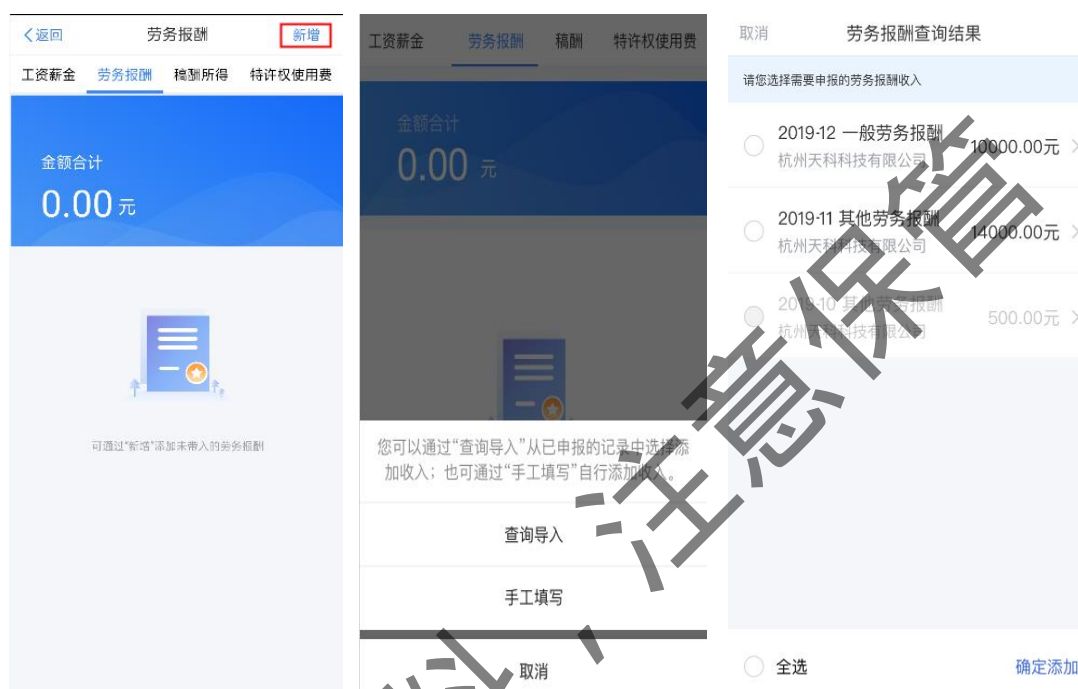 <返回 劳务报酬 新增
工资薪金 劳务报酬 稿酬所得 特许权使用费
金额合计
0.00 元
可通过“新增”添加未带入的劳务报酬
工资薪金 劳务报酬 稿酬 特许权使用费
金额合计
0.00 元
您可以通过“查询导入”从已申报的记录中选择添
加收入；也可通过“手工填写”自行添加收入。
查询导入
手工填写
取消
取消 劳务报酬查询结果
请您选择需要申报的劳务报酬收入
2019-12 一般劳务报酬 10000.00元 >
杭州天科科技有限公司
2019-11 其他劳务报酬 14000.00元 >
杭州天科科技有限公司
2019-10 其他劳务报酬 500.00元 >
杭州天科科技有限公司
全选 确定添加
，注意保管